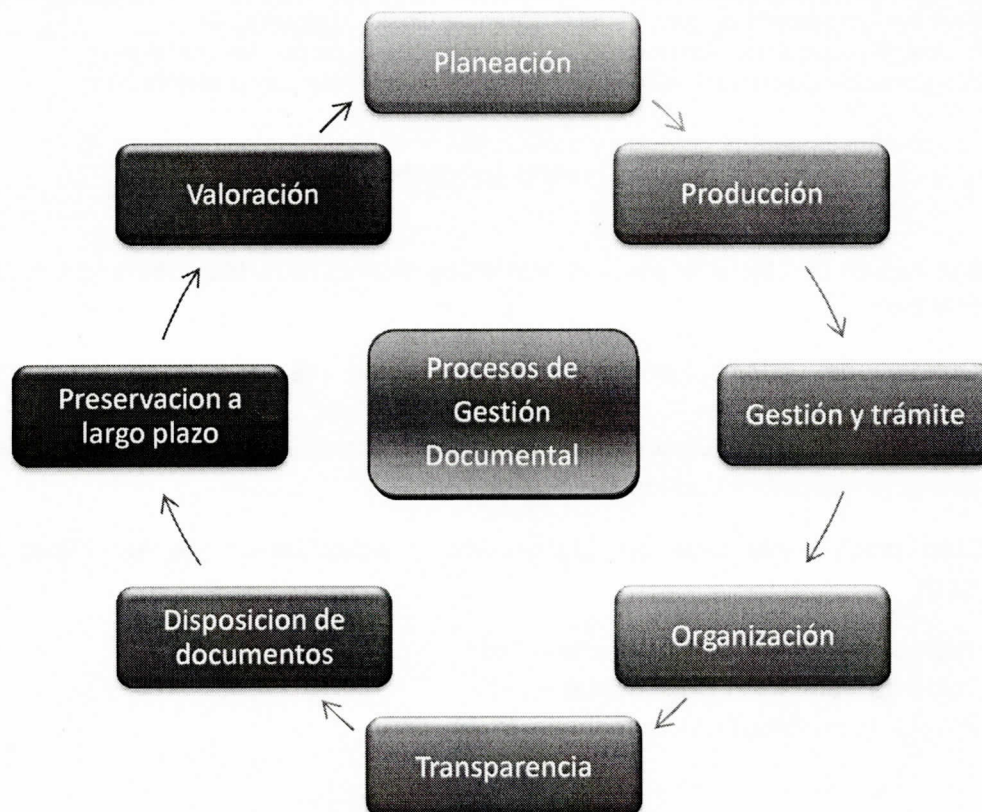 Planeación
Producción
Gestión y trámite
Organización
Transparencia
Disposicion de
documentos
Preservacion a
largo plazo
Valoración
Procesos de
Gestión
Documental